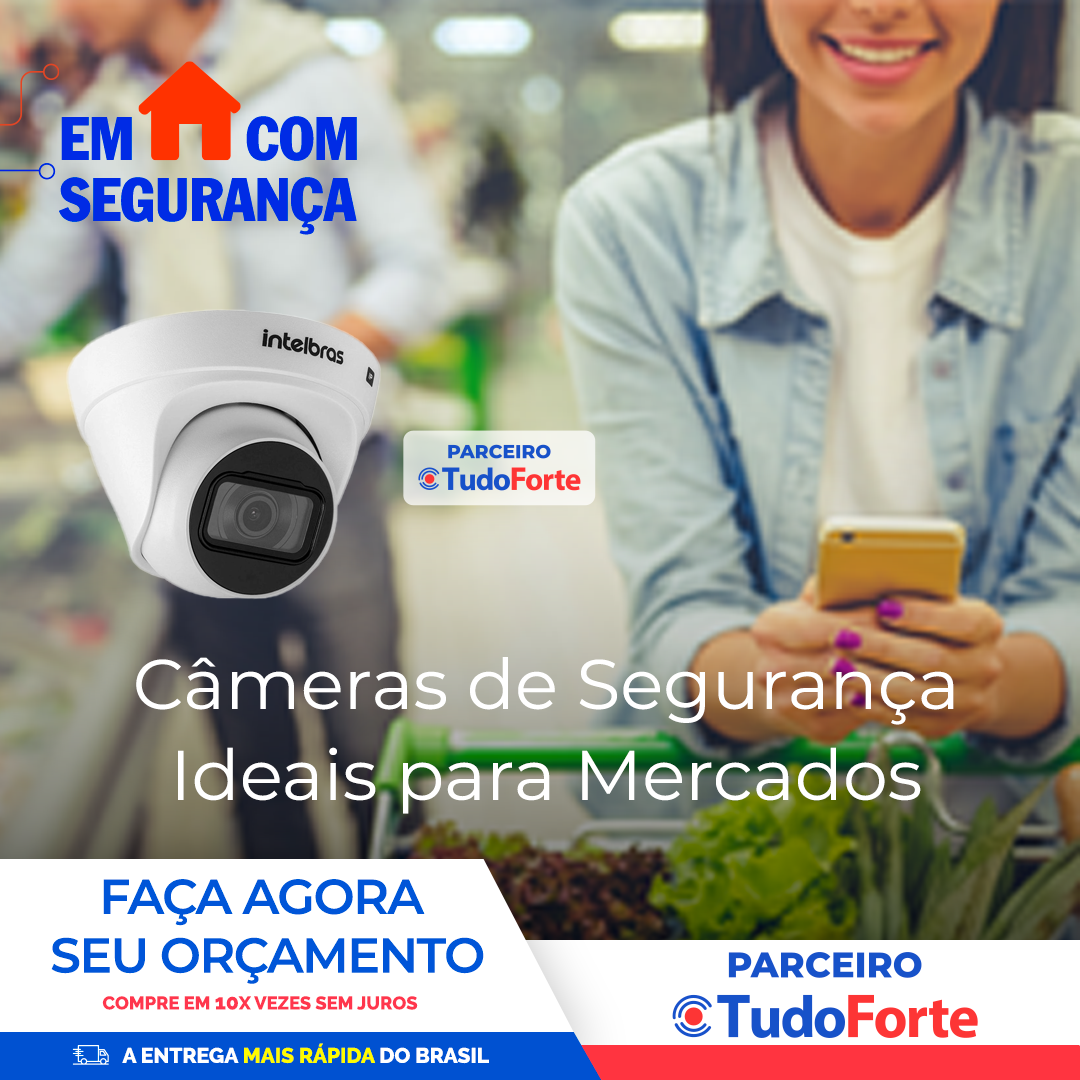 EM COM
SEGURANÇA
intelbras
PARCEIRO
TudoForte
Câmeras de Segurança
Ideais para Mercados
FAÇA AGORA
SEU ORÇAMENTO
COMPRE EM 10X VEZES SEM JUROS
A ENTREGA MAIS RÁPIDA DO BRASIL
PARCEIRO
TudoForte